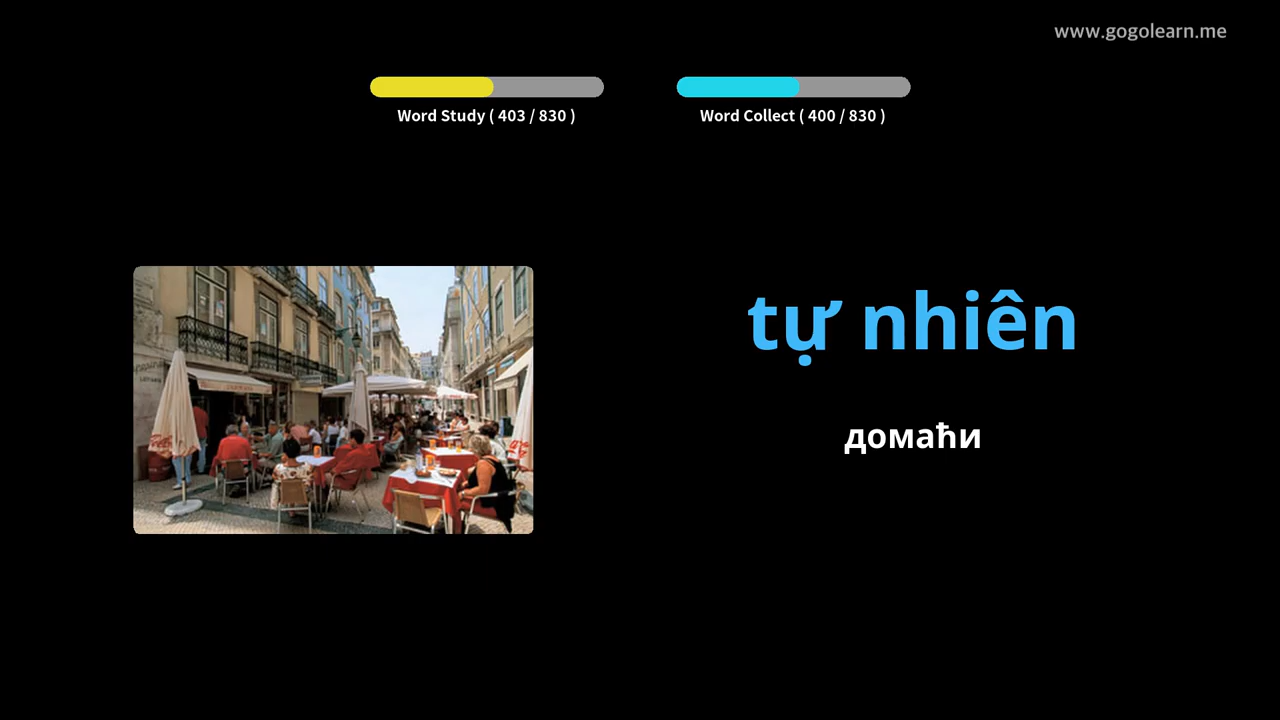 www.gogolearn.me
Word Study ( 403 / 830 )
Word Collect ( 400 / 830 )
tự nhiên
домаћи